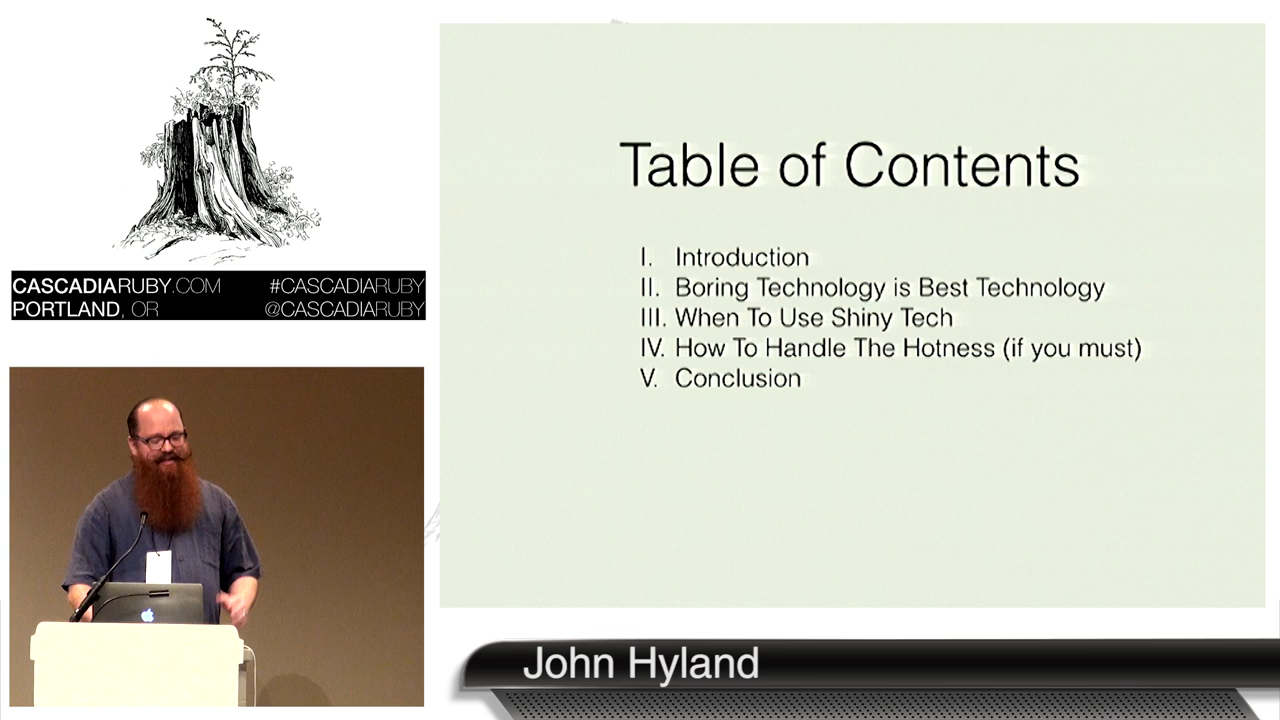 CASCADIARUBY.COM #CASCADIARUBY
PORTLAND, OR @CASCADIARUBY
Table of Contents
I. Introduction
II. Boring Technology is Best Technology
III. When To Use Shiny Tech
IV. How To Handle The Hotness (if you must)
V. Conclusion
John Hyland